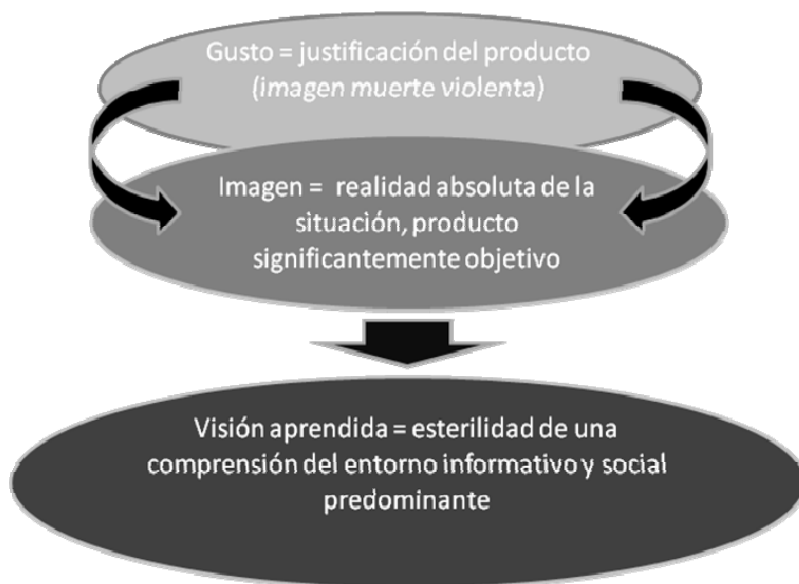 Gusto = justificación del producto
(imagen muerte violenta)
Imagen = realidad absoluta de la
situación, producto
significantemente objetivo
Visión aprendida = esterilidad de una
comprensión del entorno informativo y social
predominante